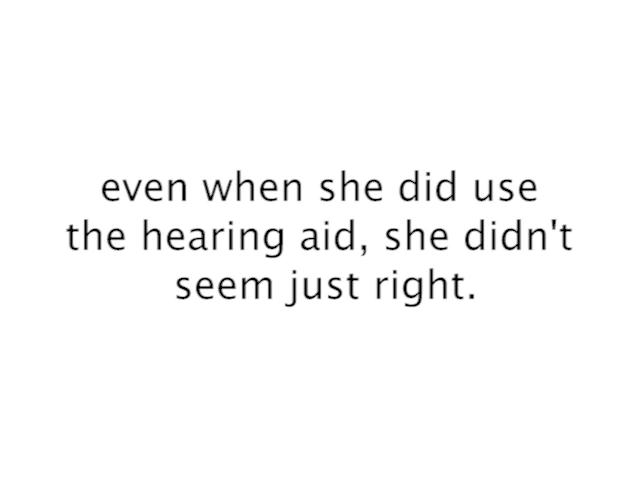 even when she did use
the hearing aid, she didn't
seem just right.